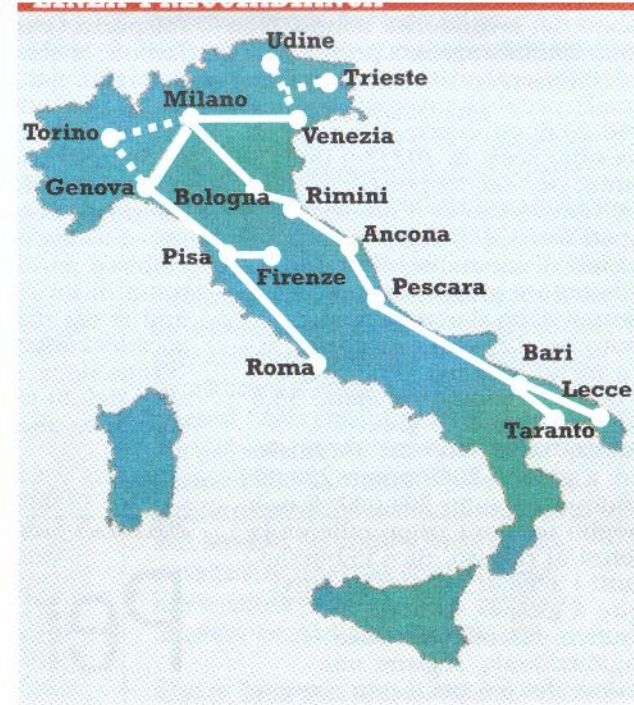 Udine
Trieste
Milano
Torino
Venezia
Genova
Bologna
Rimini
Ancona
Pisa
Firenze
Pescara
Roma
Bari
Lecce
Taranto